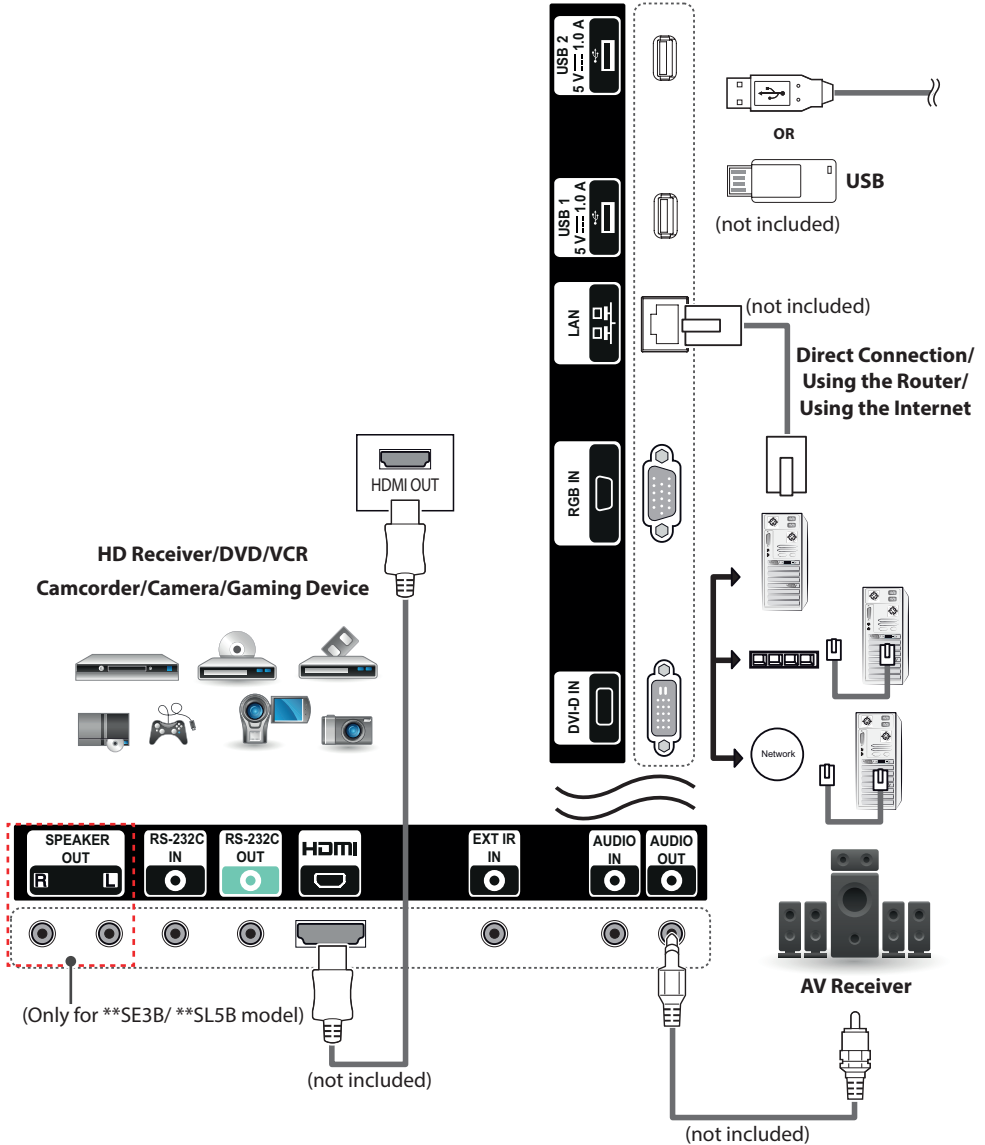 USB 2
5 V ⎓ 1.0 A
OR
USB
(not included)
USB 1
5 V ⎓ 1.0 A
LAN
(not included)
Direct Connection/
Using the Router/
Using the Internet
RGB IN
HDMI OUT
HD Receiver/DVD/VCR
Camcorder/Camera/Gaming Device
DVI-D IN
Network
SPEAKER
OUT
R
L
RS-232C
IN
RS-232C
OUT
HDMI
EXT IR
IN
AUDIO
IN
AUDIO
OUT
AV Receiver
(Only for **SE3B/ **SL5B model)
(not included)
(not included)